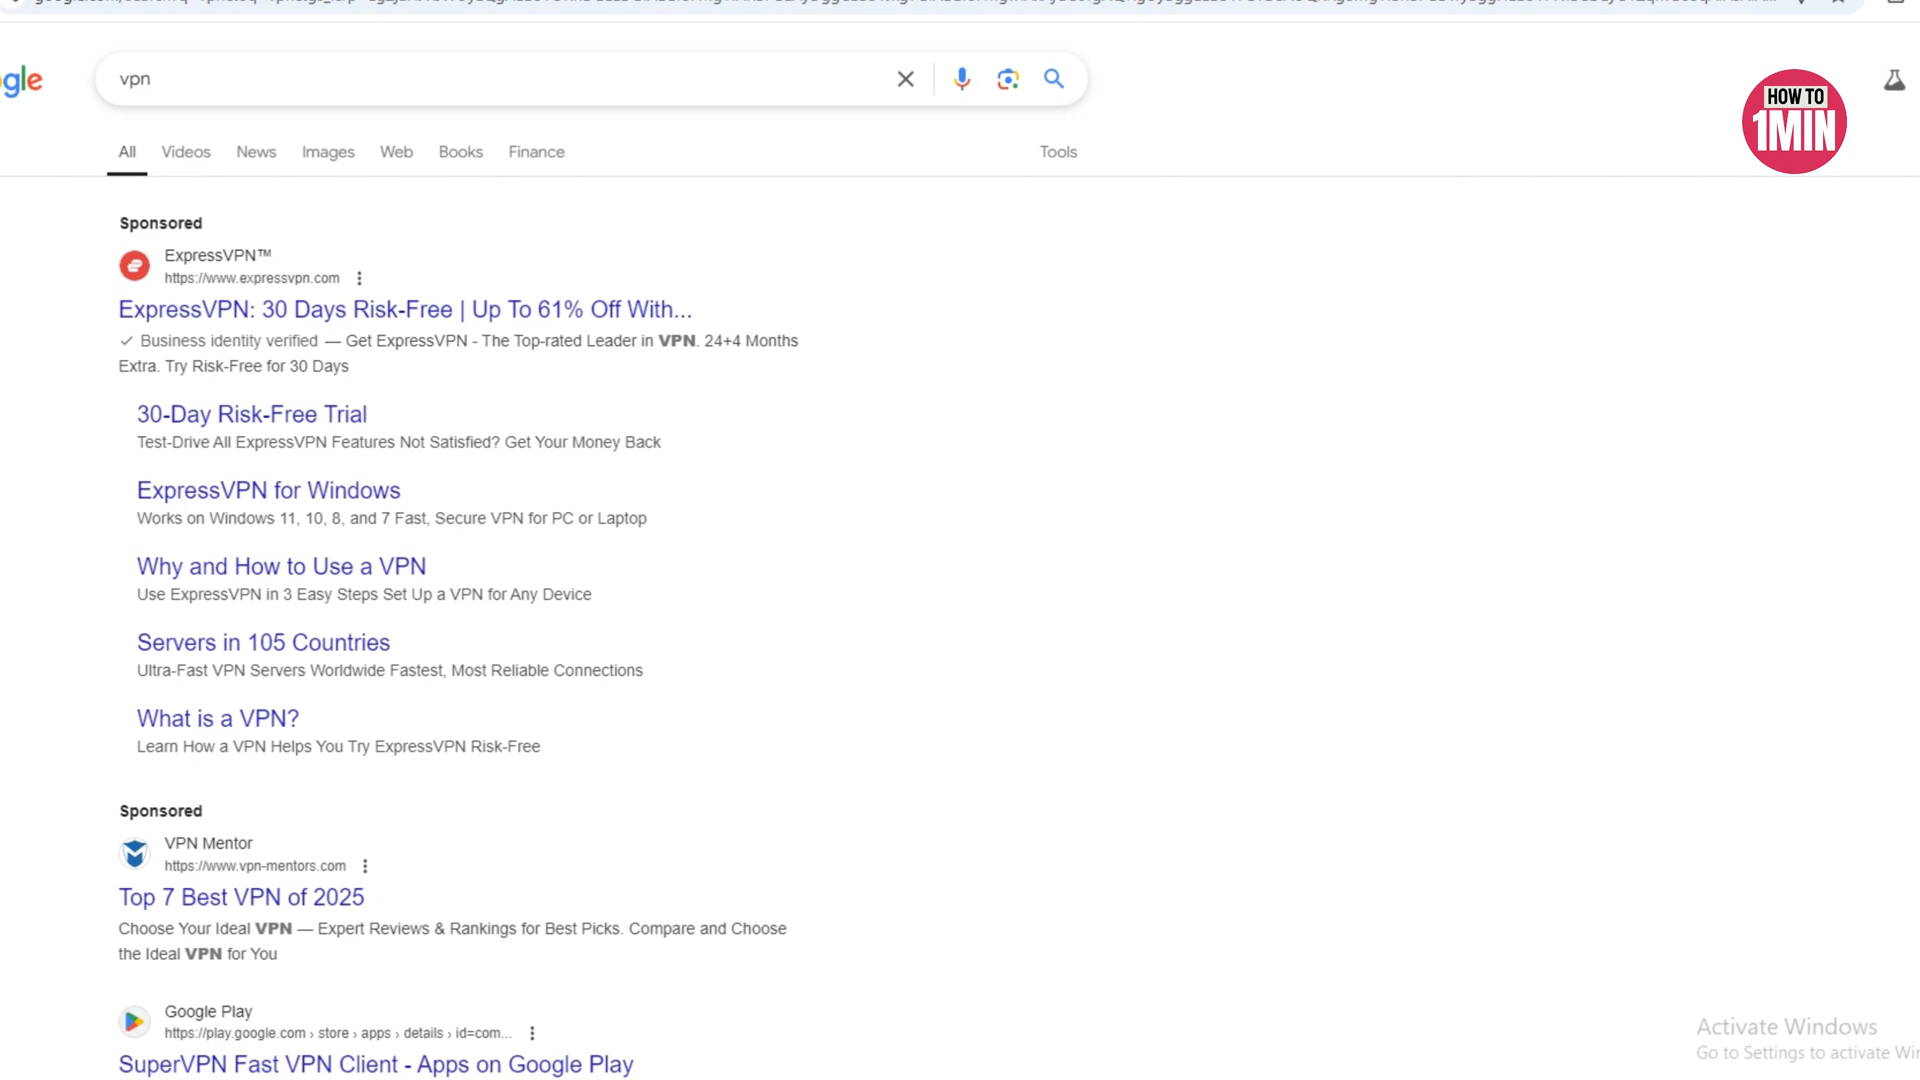 gle
vpn
HOW TO
1MIN
All Videos News Images Web Books Finance Tools
Sponsored
ExpressVPN™
https://www.expressvpn.com
ExpressVPN: 30 Days Risk-Free | Up To 61% Off With...
Business identity verified — Get ExpressVPN - The Top-rated Leader in VPN. 24+4 Months
Extra. Try Risk-Free for 30 Days
30-Day Risk-Free Trial
Test-Drive All ExpressVPN Features Not Satisfied? Get Your Money Back
ExpressVPN for Windows
Works on Windows 11, 10, 8, and 7 Fast, Secure VPN for PC or Laptop
Why and How to Use a VPN
Use ExpressVPN in 3 Easy Steps Set Up a VPN for Any Device
Servers in 105 Countries
Ultra-Fast VPN Servers Worldwide Fastest, Most Reliable Connections
What is a VPN?
Learn How a VPN Helps You Try ExpressVPN Risk-Free
Sponsored
VPN Mentor
https://www.vpn-mentors.com
Top 7 Best VPN of 2025
Choose Your Ideal VPN — Expert Reviews & Rankings for Best Picks. Compare and Choose
the Ideal VPN for You
Google Play
https://play.google.com › store › apps › details › id=com...
SuperVPN Fast VPN Client - Apps on Google Play
Activate Windows
Go to Settings to activate Wi